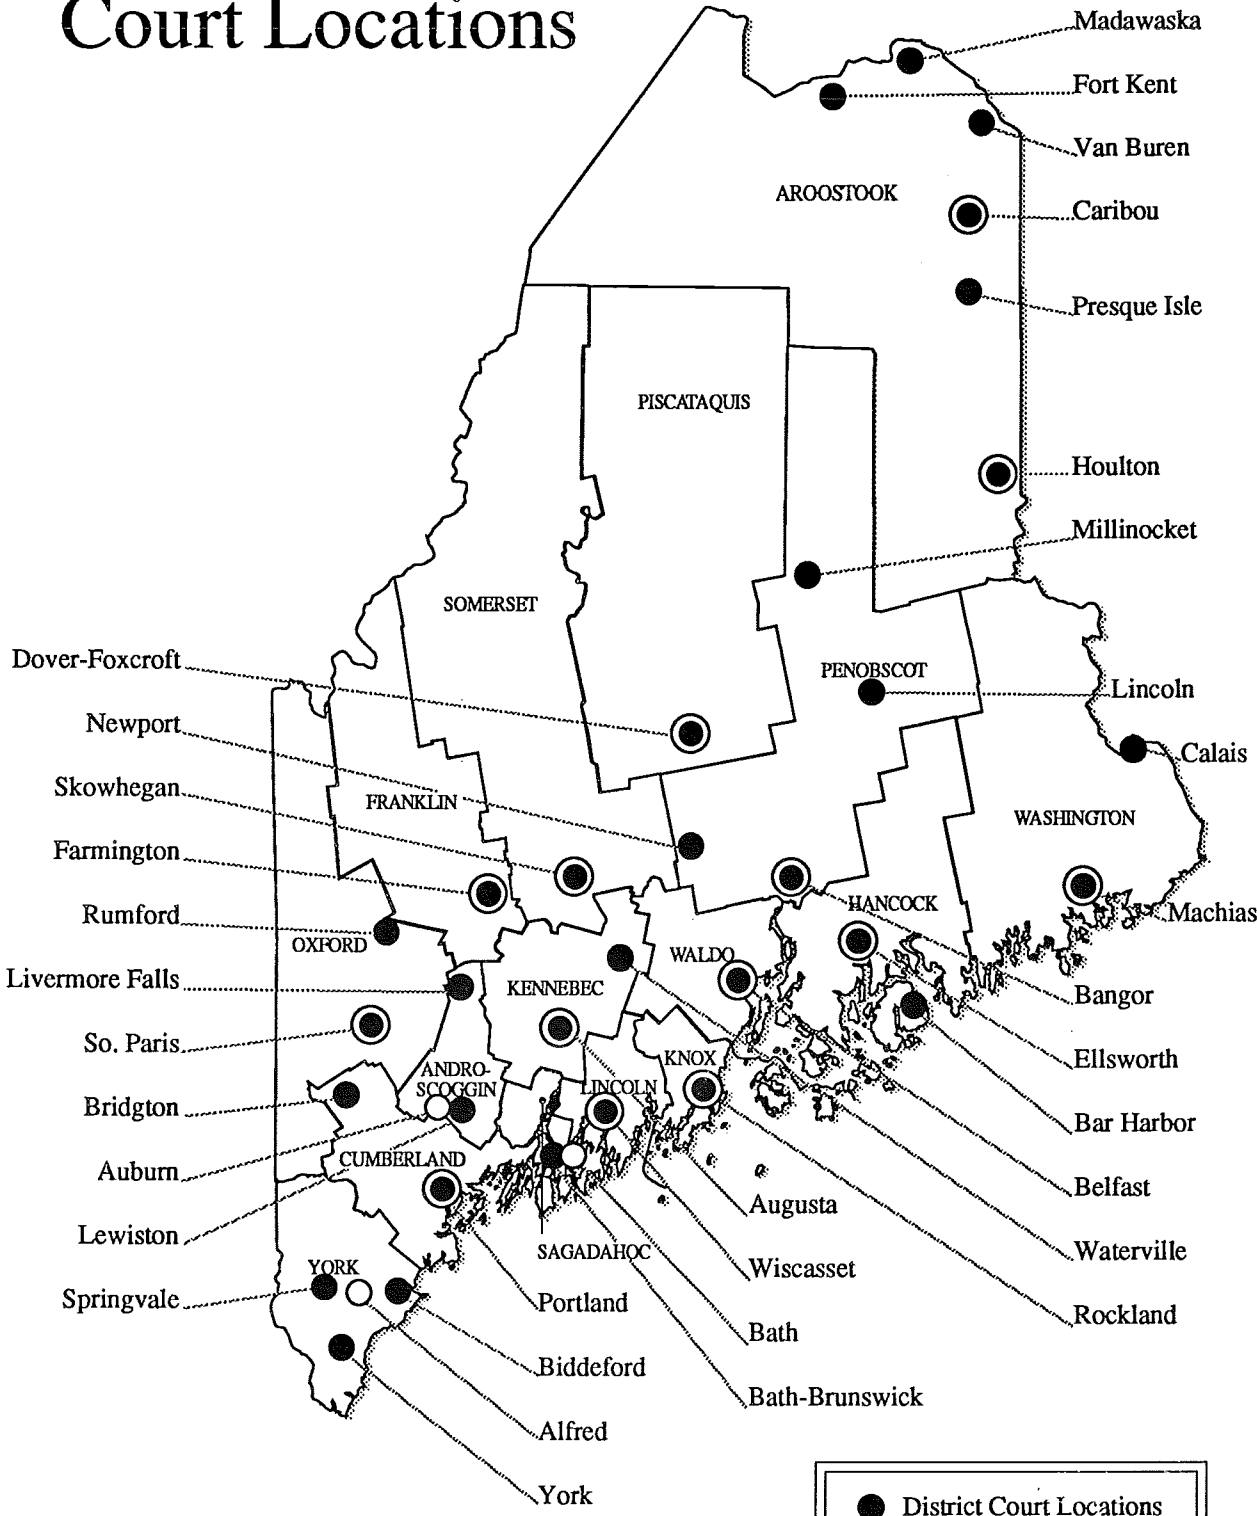 Court Locations
Madawaska
Fort Kent
Van Buren
AROOSTOOK
Caribou
Presque Isle
PISCATAQUIS
Houlton
Millinocket
SOMERSET
Dover-Foxcroft
PENOBSCOT
Lincoln
Newport
Calais
Skowhegan
FRANKLIN
WASHINGTON
Farmington
HANCOCK
Machias
Rumford
OXFORD
WALDO
Livermore Falls
KENNEBEC
Bangor
So. Paris
KNOX
Ellsworth
ANDRO-
SCOGGIN
LINCOLN
Bridgton
Bar Harbor
Auburn
CUMBERLAND
Belfast
Augusta
Lewiston
SAGADAHOC
Waterville
YORK
Wiscasset
Springvale
Portland
Rockland
Bath
Biddeford
Bath-Brunswick
Alfred
York
District Court Locations